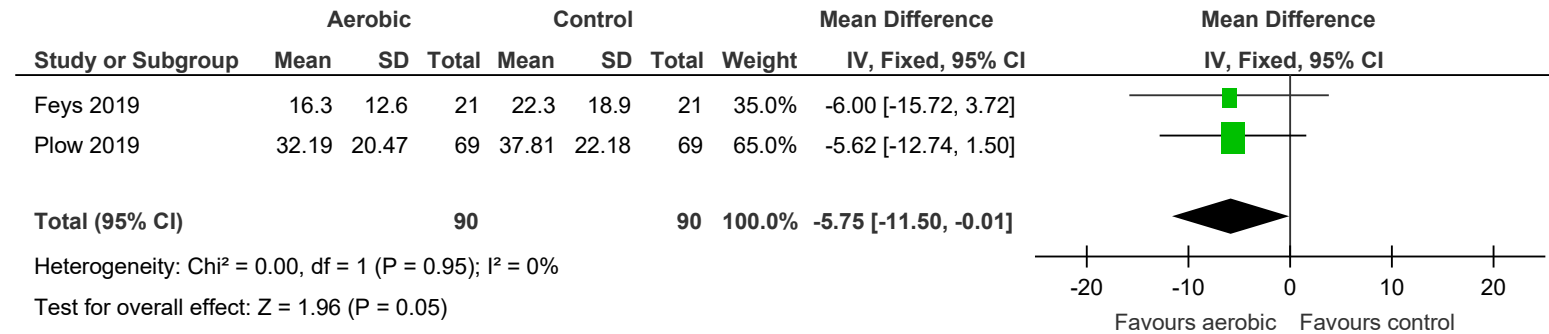 Aerobic Control Mean Difference Mean Difference
Study or Subgroup Mean SD Total Mean SD Total Weight IV, Fixed, 95% CI IV, Fixed, 95% CI
Feys 2019 16.3 12.6 21 22.3 18.9 21 35.0% -6.00 [-15.72, 3.72]
Plow 2019 32.19 20.47 69 37.81 22.18 69 65.0% -5.62 [-12.74, 1.50]
Total (95% CI) 90 90 100.0% -5.75 [-11.50, -0.01]
Heterogeneity: Chi² = 0.00, df = 1 (P = 0.95); I² = 0%
Test for overall effect: Z = 1.96 (P = 0.05)
-20 -10 0 10 20
Favours aerobic Favours control